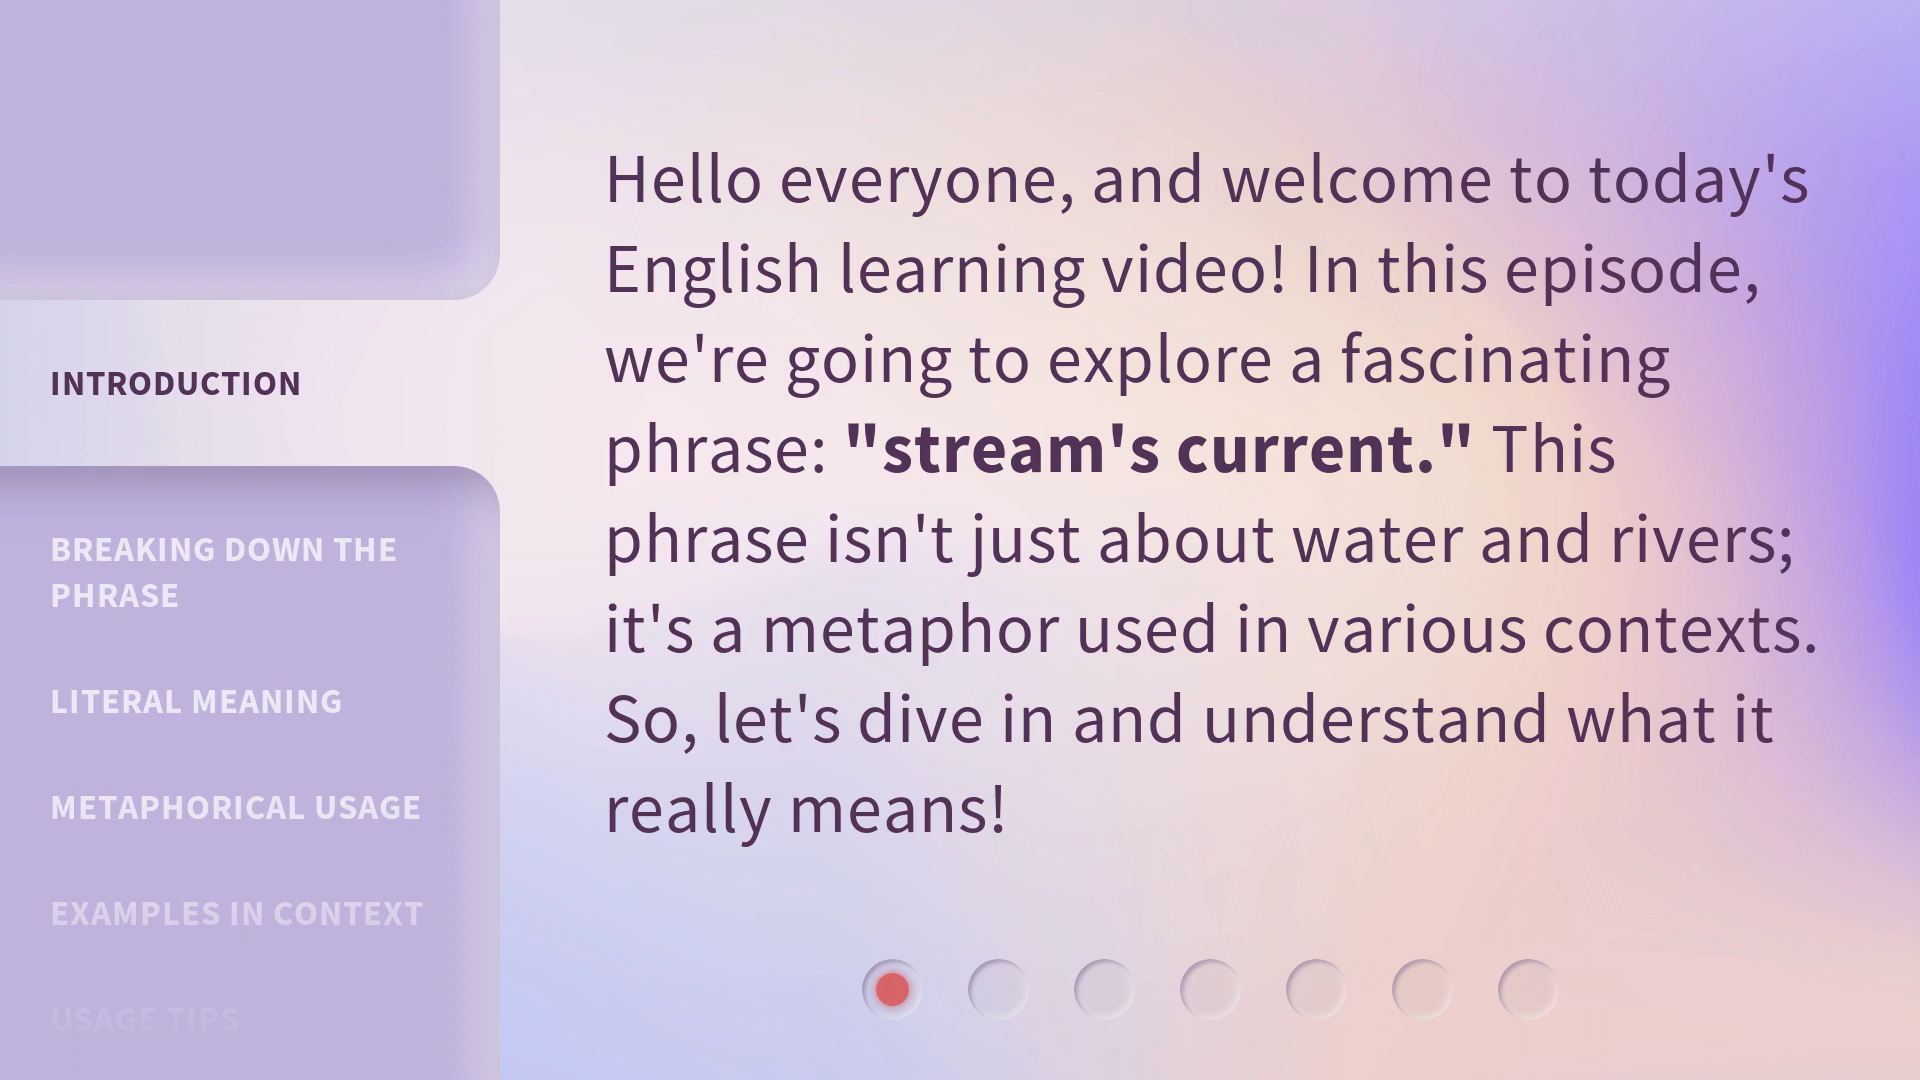 INTRODUCTION
BREAKING DOWN THE
PHRASE
LITERAL MEANING
METAPHORICAL USAGE
EXAMPLES IN CONTEXT
USAGE TIPS
Hello everyone, and welcome to today's
English learning video! In this episode,
we're going to explore a fascinating
phrase: "stream's current." This
phrase isn't just about water and rivers;
it's a metaphor used in various contexts.
So, let's dive in and understand what it
really means!